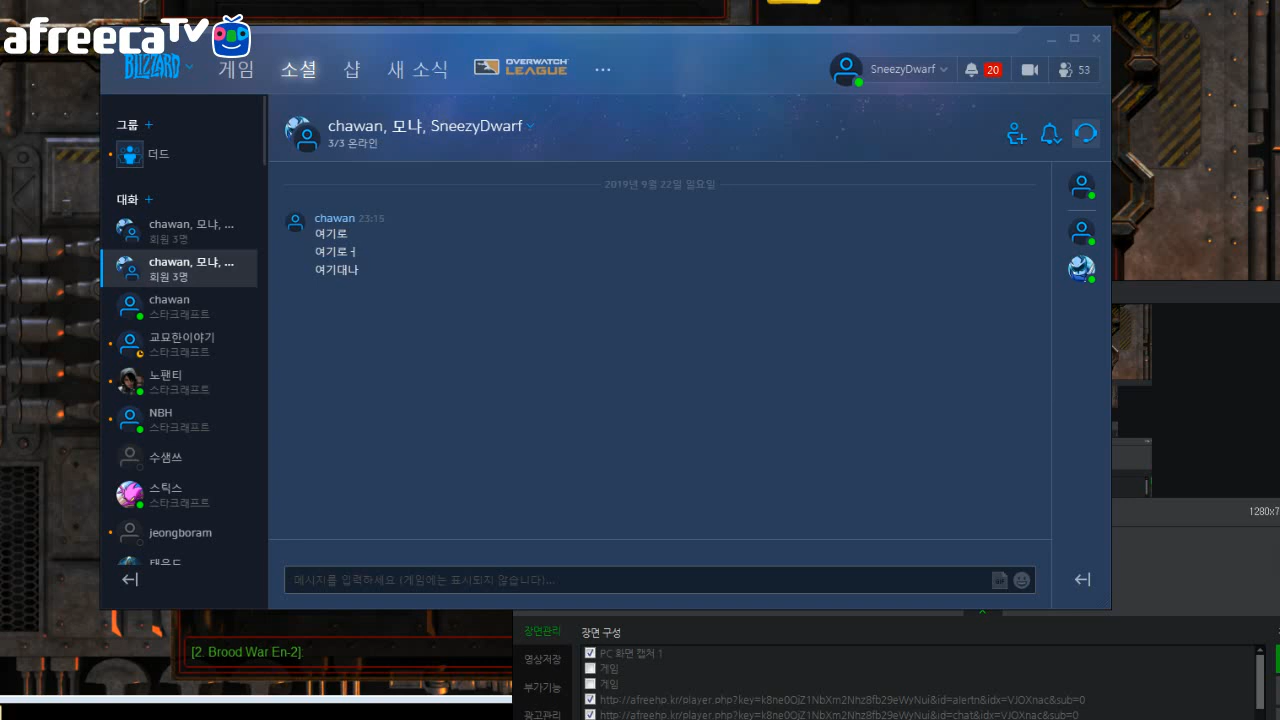 afreecaTV
BLIZZARD
게임
소셜
샵
새 소식
OVERWATCH
LEAGUE
...
SneezyDwarf
20
53
그룹 +
더드
대화 +
chawan, 모냐, ...
회원 3명
chawan, 모냐, ...
회원 3명
chawan
스타크래프트
교묘한이야기
스타크래프트
노팬티
스타크래프트
NBH
스타크래프트
수샘쓰
스틱스
스타크래프트
jeongboram
chawan, 모냐, SneezyDwarf
3/3 온라인
2019년 9월 22일 일요일
chawan 23:15
여기로
여기로ㅓ
여기대나
메시지를 입력하세요 (게임에는 표시되지 않습니다)...
1280x7
[2. Brood War En-2]:
장면관리
영상저장
부가기능
광고관리
장면 구성
PC 화면 캡처 1
게임
게임
http://afreehp.kr/player.php?key=k8ne0OjZ1NbXm2Nhz8fb29eWyNui&id=alertn&idx=VJOXnac&sub=0
http://afreehp.kr/player.php?key=k8ne0OjZ1NbXm2Nhz8fb29eWyNui&id=chat&idx=VJOXnac&sub=0